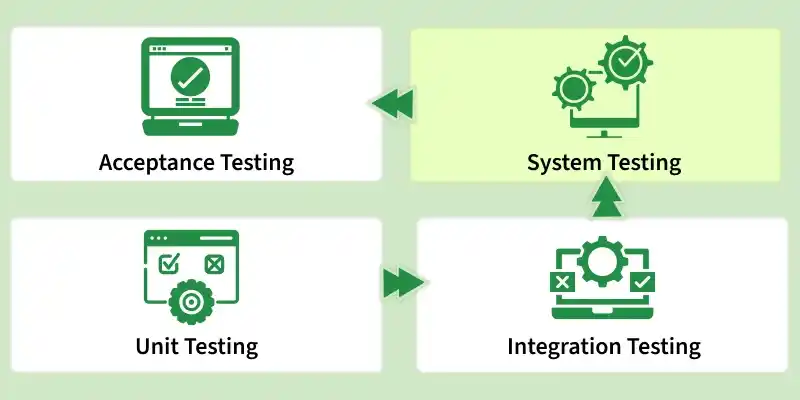 Acceptance Testing
System Testing
Unit Testing
Integration Testing